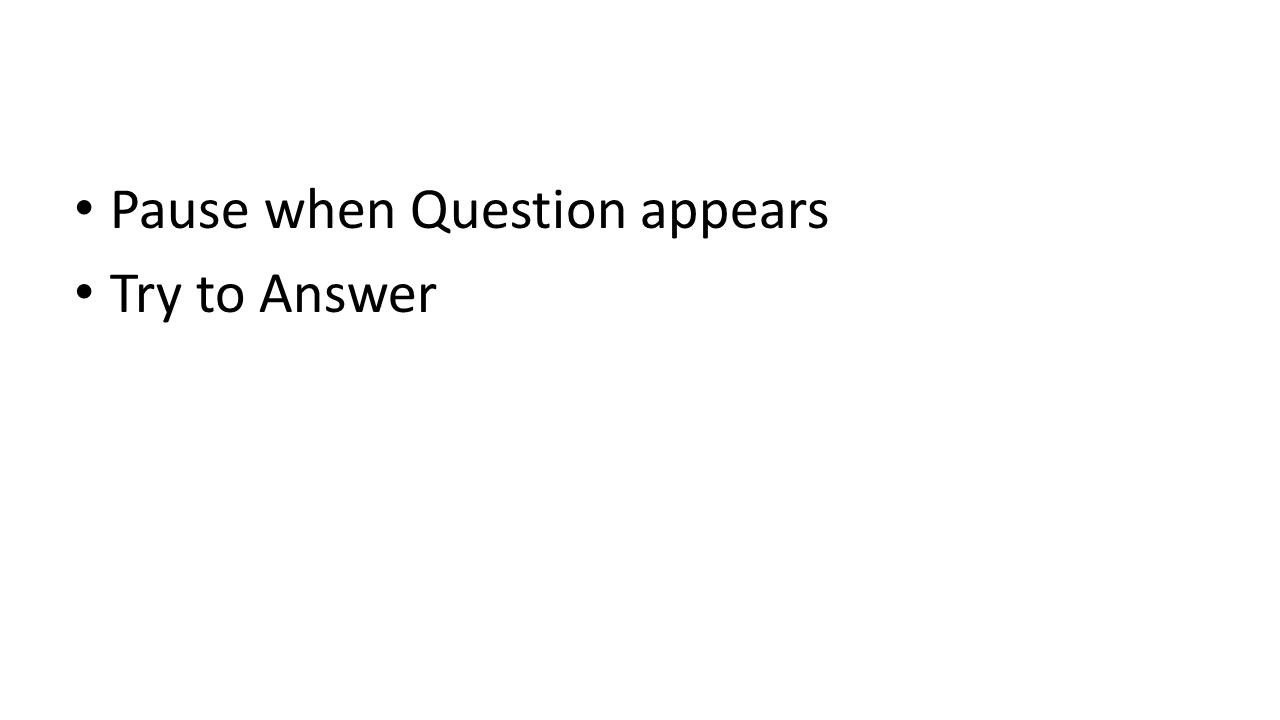 • Pause when Question appears
• Try to Answer